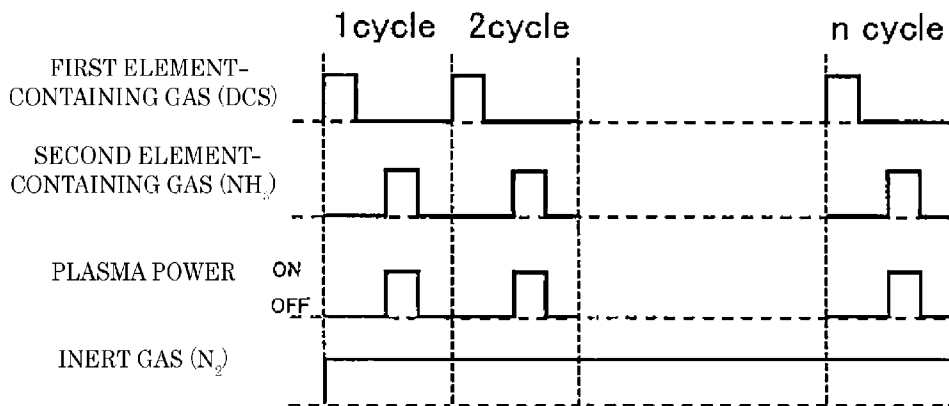 1cycle 2cycle n cycle
FIRST ELEMENT-
CONTAINING GAS (DCS)
SECOND ELEMENT-
CONTAINING GAS (NH₃)
PLASMA POWER ON
OFF
INERT GAS (N₂)